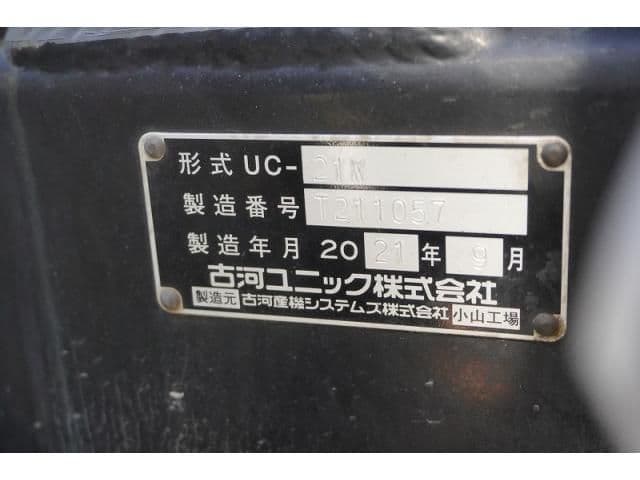 形式 UC- 21K
製造番号 T211057
製造年月 2021年 9月
古河ユニック株式会社
製造元 古河産機システムズ株式会社 小山工場